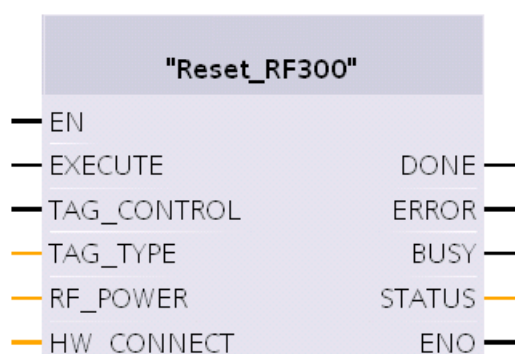 "Reset_RF300"
EN
EXECUTE DONE
TAG_CONTROL ERROR
TAG_TYPE BUSY
RF_POWER STATUS
HW_CONNECT ENO